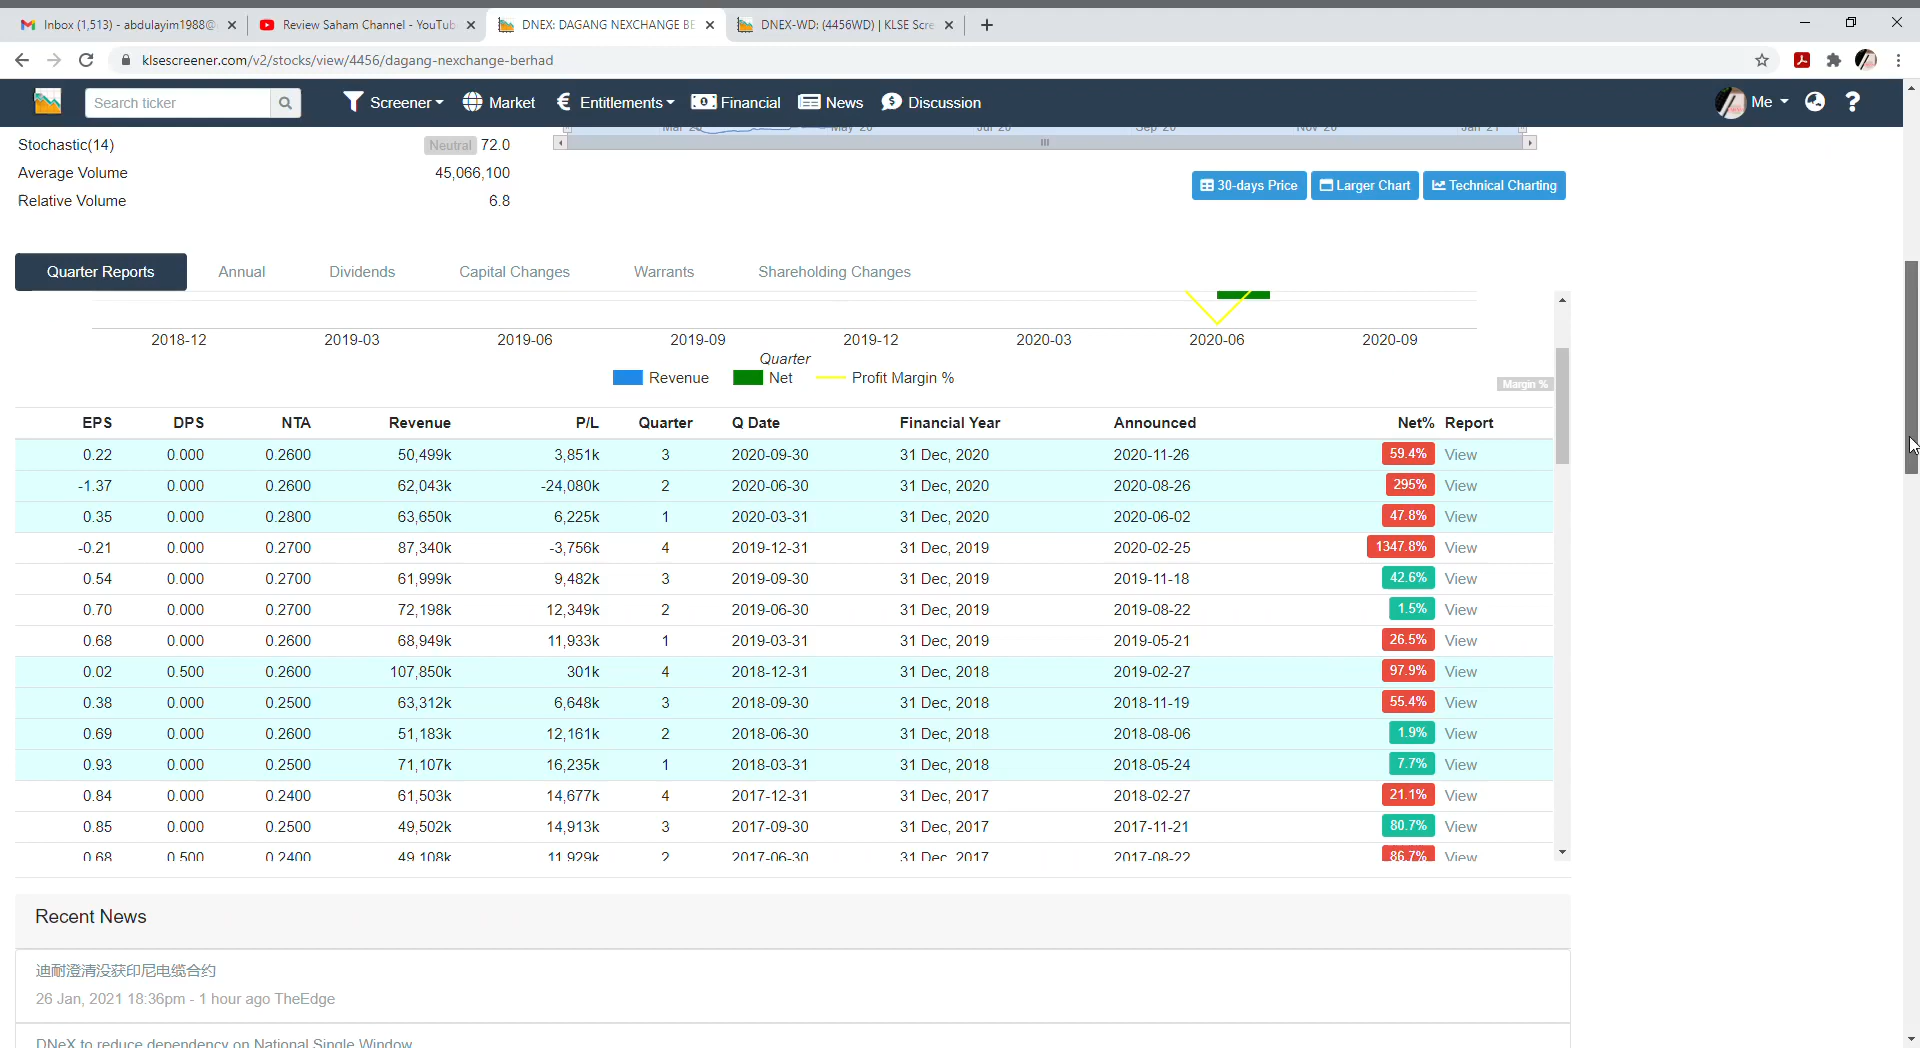 Inbox (1,513) - abdulayim1988@
Review Saham Channel - YouTub
DNEX: DAGANG NEXCHANGE BE
DNEX-WD: (4456WD) | KLSE Scre
klsescreener.com/v2/stocks/view/4456/dagang-nexchange-berhad
Search ticker
Screener
Market
Entitlements
Financial
News
Discussion
Me
Mar 20 May 20 Jul 20 Sep 20 Nov 20 Jan 21
Stochastic(14) Neutral 72.0
Average Volume 45,066,100
Relative Volume 6.8
30-days Price
Larger Chart
Technical Charting
Quarter Reports Annual Dividends Capital Changes Warrants Shareholding Changes
2018-12 2019-03 2019-06 2019-09 2019-12 2020-03 2020-06 2020-09
Quarter
Revenue Net Profit Margin %
Margin %
EPS DPS NTA Revenue P/L Quarter Q Date Financial Year Announced Net% Report
0.22 0.000 0.2600 50,499k 3,851k 3 2020-09-30 31 Dec, 2020 2020-11-26 59.4% View
-1.37 0.000 0.2600 62,043k -24,080k 2 2020-06-30 31 Dec, 2020 2020-08-26 295% View
0.35 0.000 0.2800 63,650k 6,225k 1 2020-03-31 31 Dec, 2020 2020-06-02 47.8% View
-0.21 0.000 0.2700 87,340k -3,756k 4 2019-12-31 31 Dec, 2019 2020-02-25 1347.8% View
0.54 0.000 0.2700 61,999k 9,482k 3 2019-09-30 31 Dec, 2019 2019-11-18 42.6% View
0.70 0.000 0.2700 72,198k 12,349k 2 2019-06-30 31 Dec, 2019 2019-08-22 1.5% View
0.68 0.000 0.2600 68,949k 11,933k 1 2019-03-31 31 Dec, 2019 2019-05-21 26.5% View
0.02 0.500 0.2600 107,850k 301k 4 2018-12-31 31 Dec, 2018 2019-02-27 97.9% View
0.38 0.000 0.2500 63,312k 6,648k 3 2018-09-30 31 Dec, 2018 2018-11-19 55.4% View
0.69 0.000 0.2600 51,183k 12,161k 2 2018-06-30 31 Dec, 2018 2018-08-06 1.9% View
0.93 0.000 0.2500 71,107k 16,235k 1 2018-03-31 31 Dec, 2018 2018-05-24 7.7% View
0.84 0.000 0.2400 61,503k 14,677k 4 2017-12-31 31 Dec, 2017 2018-02-27 21.1% View
0.85 0.000 0.2500 49,502k 14,913k 3 2017-09-30 31 Dec, 2017 2017-11-21 80.7% View
0.68 0.500 0.2400 49,108k 11,929k 2 2017-06-30 31 Dec, 2017 2017-08-22 86.7% View
Recent News
迪耐澄清没获印尼电缆合约
26 Jan, 2021 18:36pm - 1 hour ago TheEdge
DNeX to reduce dependency on National Single Window